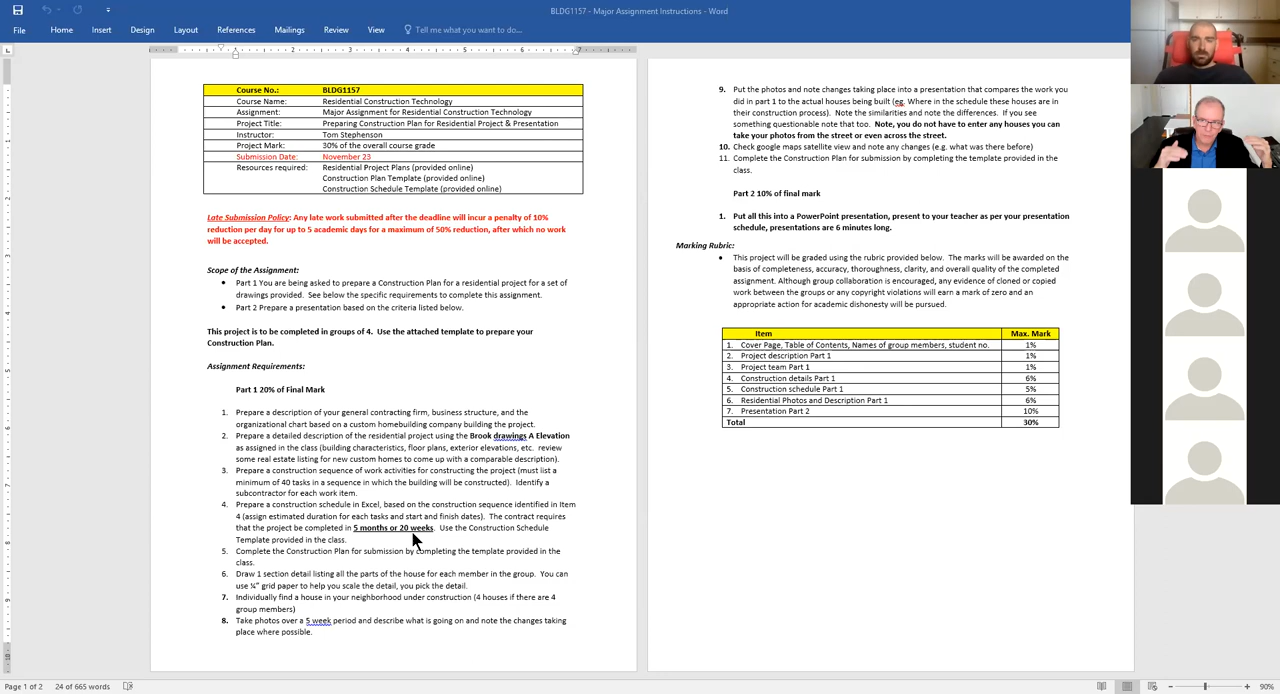 BLDG1157 - Major Assignment Instructions - Word
File Home Insert Design Layout References Mailings Review View Tell me what you want to do...
1 2 3 4 5 6 7
Course No.: BLDG1157
Course Name: Residential Construction Technology
Assignment: Major Assignment for Residential Construction Technology
Project Title: Preparing Construction Plan for Residential Project & Presentation
Instructor: Tom Stephenson
Project Mark: 30% of the overall course grade
Submission Date: November 23
Resources required: Residential Project Plans (provided online)
Construction Plan Template (provided online)
Construction Schedule Template (provided online)
Late Submission Policy: Any late work submitted after the deadline will incur a penalty of 10%
reduction per day for up to 5 academic days for a maximum of 50% reduction, after which no work
will be accepted.
Scope of the Assignment:
• Part 1 You are being asked to prepare a Construction Plan for a residential project for a set of
drawings provided. See below the specific requirements to complete this assignment.
• Part 2 Prepare a presentation based on the criteria listed below.
This project is to be completed in groups of 4. Use the attached template to prepare your
Construction Plan.
Assignment Requirements:
Part 1 20% of Final Mark
1. Prepare a description of your general contracting firm, business structure, and the
organizational chart based on a custom homebuilding company building the project.
2. Prepare a detailed description of the residential project using the Brook drawings A Elevation
as assigned in the class (building characteristics, floor plans, exterior elevations, etc. review
some real estate listing for new custom homes to come up with a comparable description).
3. Prepare a construction sequence of work activities for constructing the project (must list a
minimum of 40 tasks in a sequence in which the building will be constructed). Identify a
subcontractor for each work item.
4. Prepare a construction schedule in Excel, based on the construction sequence identified in Item
4 (assign estimated duration for each tasks and start and finish dates). The contract requires
that the project be completed in 5 months or 20 weeks. Use the Construction Schedule
Template provided in the class.
5. Complete the Construction Plan for submission by completing the template provided in the
class.
6. Draw 1 section detail listing all the parts of the house for each member in the group. You can
use ¼” grid paper to help you scale the detail, you pick the detail.
7. Individually find a house in your neighborhood under construction (4 houses if there are 4
group members)
8. Take photos over a 5 week period and describe what is going on and note the changes taking
place where possible.
9. Put the photos and note changes taking place into a presentation that compares the work you
did in part 1 to the actual houses being built (eg. Where in the schedule these houses are in
their construction process). Note the similarities and note the differences. If you see
something questionable note that too. Note, you do not have to enter any houses you can
take your photos from the street or even across the street.
10. Check google maps satellite view and note any changes (e.g. what was there before)
11. Complete the Construction Plan for submission by completing the template provided in the
class.
Part 2 10% of final mark
1. Put all this into a PowerPoint presentation, present to your teacher as per your presentation
schedule, presentations are 6 minutes long.
Marking Rubric:
• This project will be graded using the rubric provided below. The marks will be awarded on the
basis of completeness, accuracy, thoroughness, clarity, and overall quality of the completed
assignment. Although group collaboration is encouraged, any evidence of cloned or copied
work between the groups or any copyright violations will earn a mark of zero and an
appropriate action for academic dishonesty will be pursued.
Item Max. Mark
1. Cover Page, Table of Contents, Names of group members, student no. 1%
2. Project description Part 1 1%
3. Project team Part 1 1%
4. Construction details Part 1 6%
5. Construction schedule Part 1 5%
6. Residential Photos and Description Part 1 6%
7. Presentation Part 2 10%
Total 30%
Page 1 of 2 24 of 665 words 90%